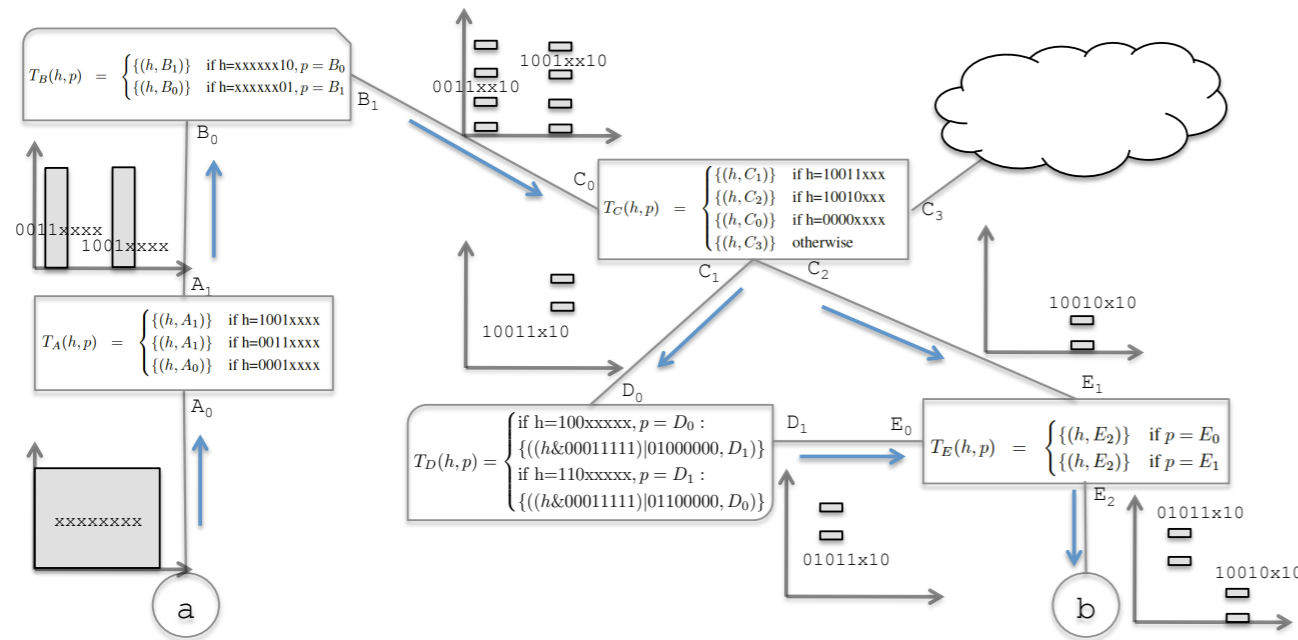 T_B(h, p) = { {(h, B_1)} if h=xxxxxx10, p = B_0
{(h, B_0)} if h=xxxxxx01, p = B_1
B_1
B_0
0011xx10
1001xx10
0011xxxx
1001xxxx
A_1
T_A(h, p) = { {(h, A_1)} if h=1001xxxx
{(h, A_1)} if h=0011xxxx
{(h, A_0)} if h=0001xxxx
A_0
xxxxxxxx
a
C_0
T_C(h, p) = { {(h, C_1)} if h=10011xxx
{(h, C_2)} if h=10010xxx
{(h, C_0)} if h=0000xxxx
{(h, C_3)} otherwise
C_3
C_1
C_2
10011x10
10010x10
D_0
T_D(h, p) = { if h=100xxxxx, p = D_0 :
{((h&00011111)|01000000, D_1)}
if h=110xxxxx, p = D_1 :
{((h&00011111)|01100000, D_0)}
D_1
01011x10
E_1
E_0
T_E(h, p) = { {(h, E_2)} if p = E_0
{(h, E_2)} if p = E_1
E_2
01011x10
10010x10
b